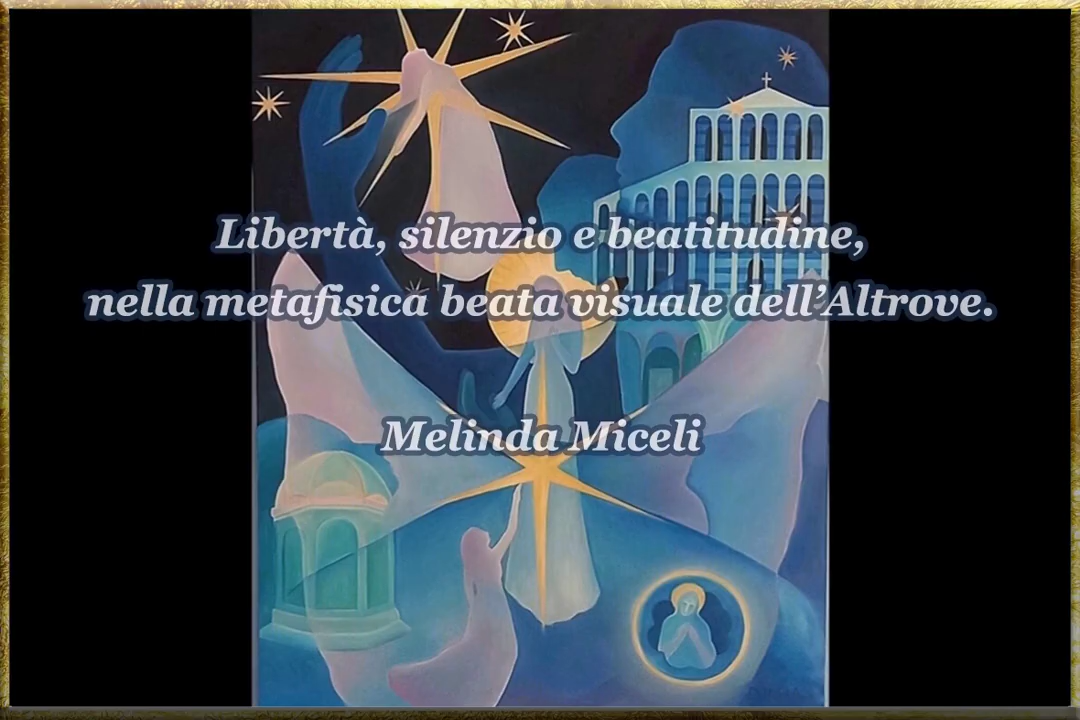 Libertà, silenzio e beatitudine,
nella metafisica beata visuale dell’Altrove.
Melinda Miceli